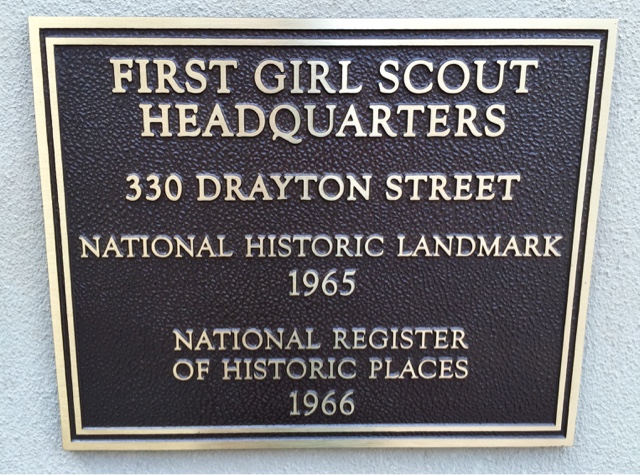 FIRST GIRL SCOUT
HEADQUARTERS
330 DRAYTON STREET
NATIONAL HISTORIC LANDMARK
1965
NATIONAL REGISTER
OF HISTORIC PLACES
1966